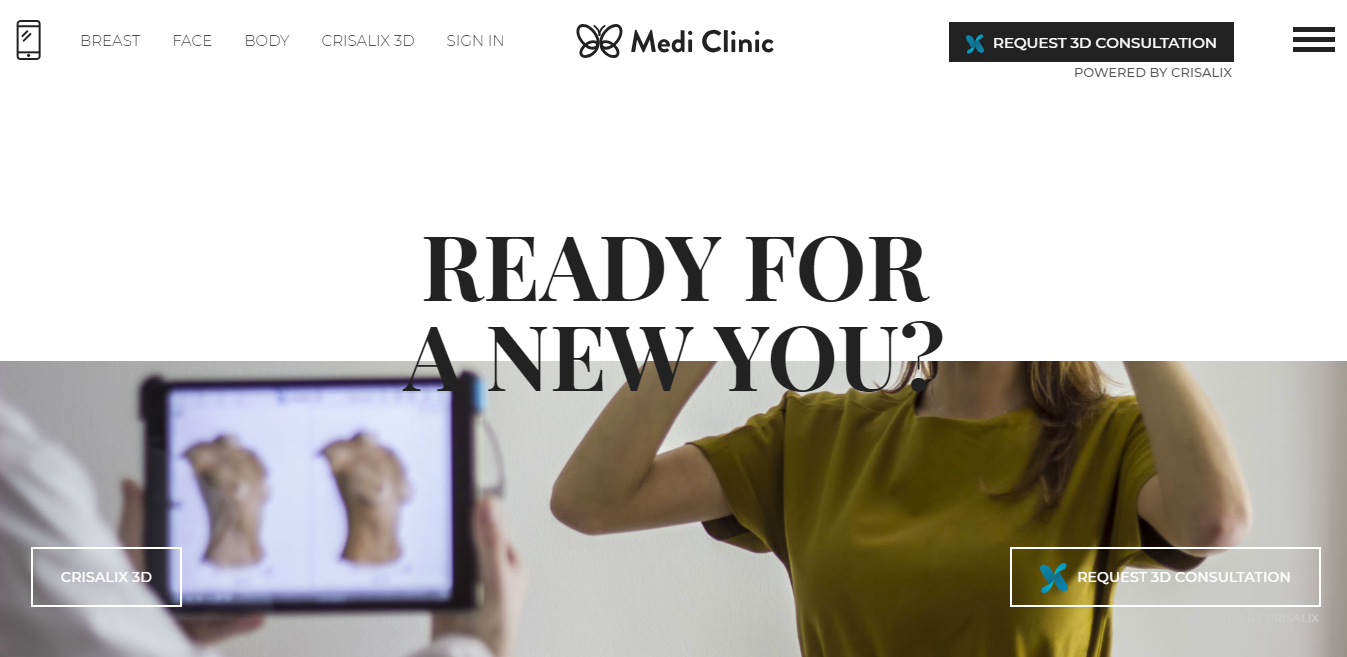 BREAST FACE BODY CRISALIX 3D SIGN IN
Medi Clinic
REQUEST 3D CONSULTATION
POWERED BY CRISALIX
READY FOR
A NEW YOU?
CRISALIX 3D
REQUEST 3D CONSULTATION
BY CRISALIX